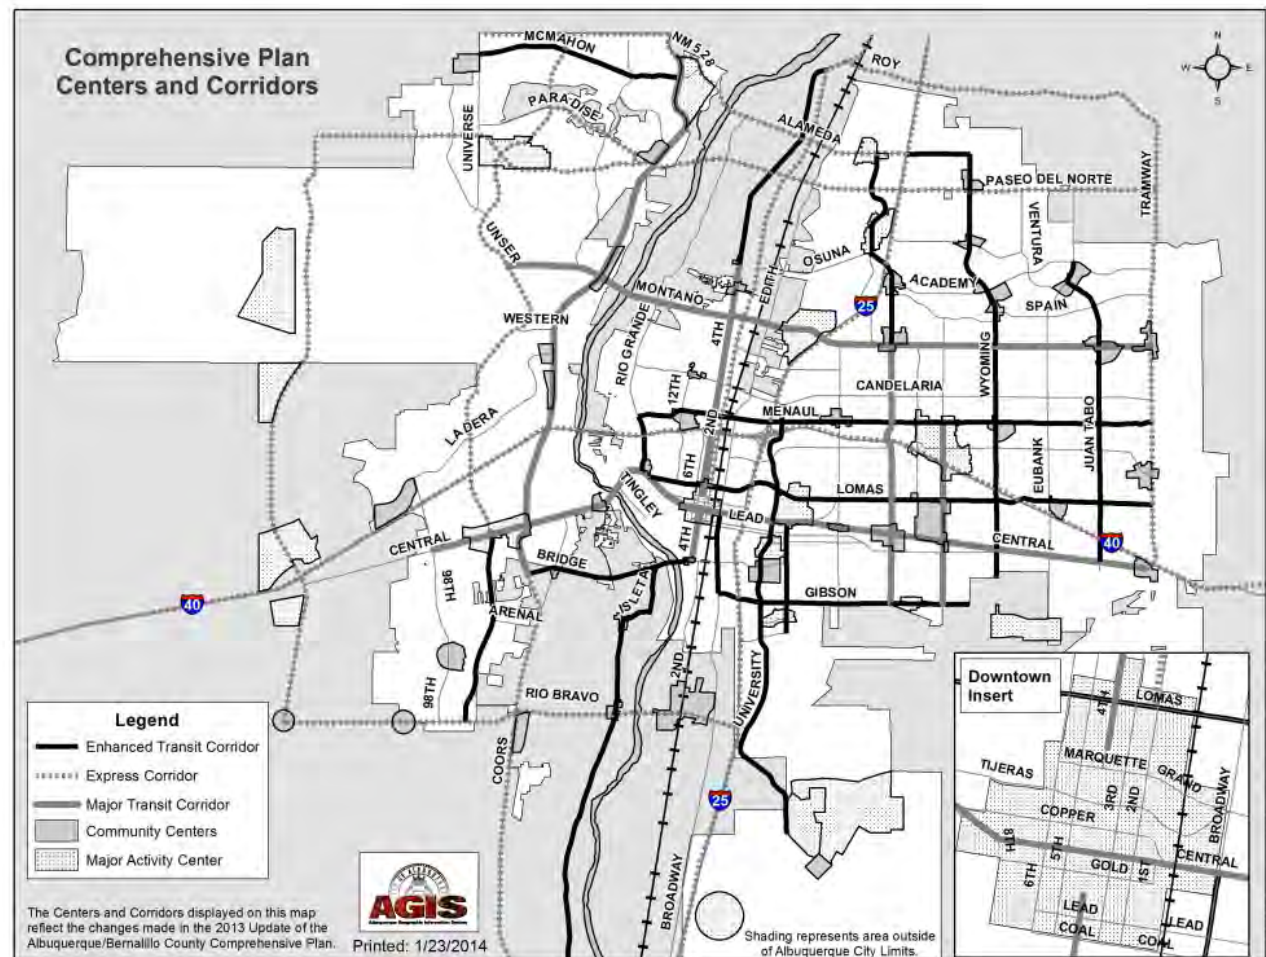 Comprehensive Plan
Centers and Corridors
MCMAHON
NM 528
ROY
N
W
E
S
PARADISE
UNIVERSE
ALAMEDA
PASEO DEL NORTE
TRAMWAY
VENTURA
UNSER
OSUNA
EDITH
ACADEMY
SPAIN
MONTANO
25
WESTERN
4TH
RIO GRANDE
WYOMING
CANDELARIA
12TH
2ND
MENAUL
LA DERA
JUAN TABO
EUBANK
6TH
LOMAS
TINGLEY
LEAD
CENTRAL
CENTRAL
40
4TH
BRIDGE
98TH
ISLETA
GIBSON
40
ARENAL
2ND
UNIVERSITY
98TH
RIO BRAVO
COORS
25
BROADWAY
Legend
Enhanced Transit Corridor
Express Corridor
Major Transit Corridor
Community Centers
Major Activity Center
The Centers and Corridors displayed on this map
reflect the changes made in the 2013 Update of the
Albuquerque/Bernalillo County Comprehensive Plan.
AGIS
Printed: 1/23/2014
Shading represents area outside
of Albuquerque City Limits.
Downtown
Insert
4TH
LOMAS
MARQUETTE
TIJERAS
GRAND
3RD
2ND
BROADWAY
COPPER
8TH
5TH
CENTRAL
GOLD
6TH
1ST
LEAD
LEAD
COAL
COAL